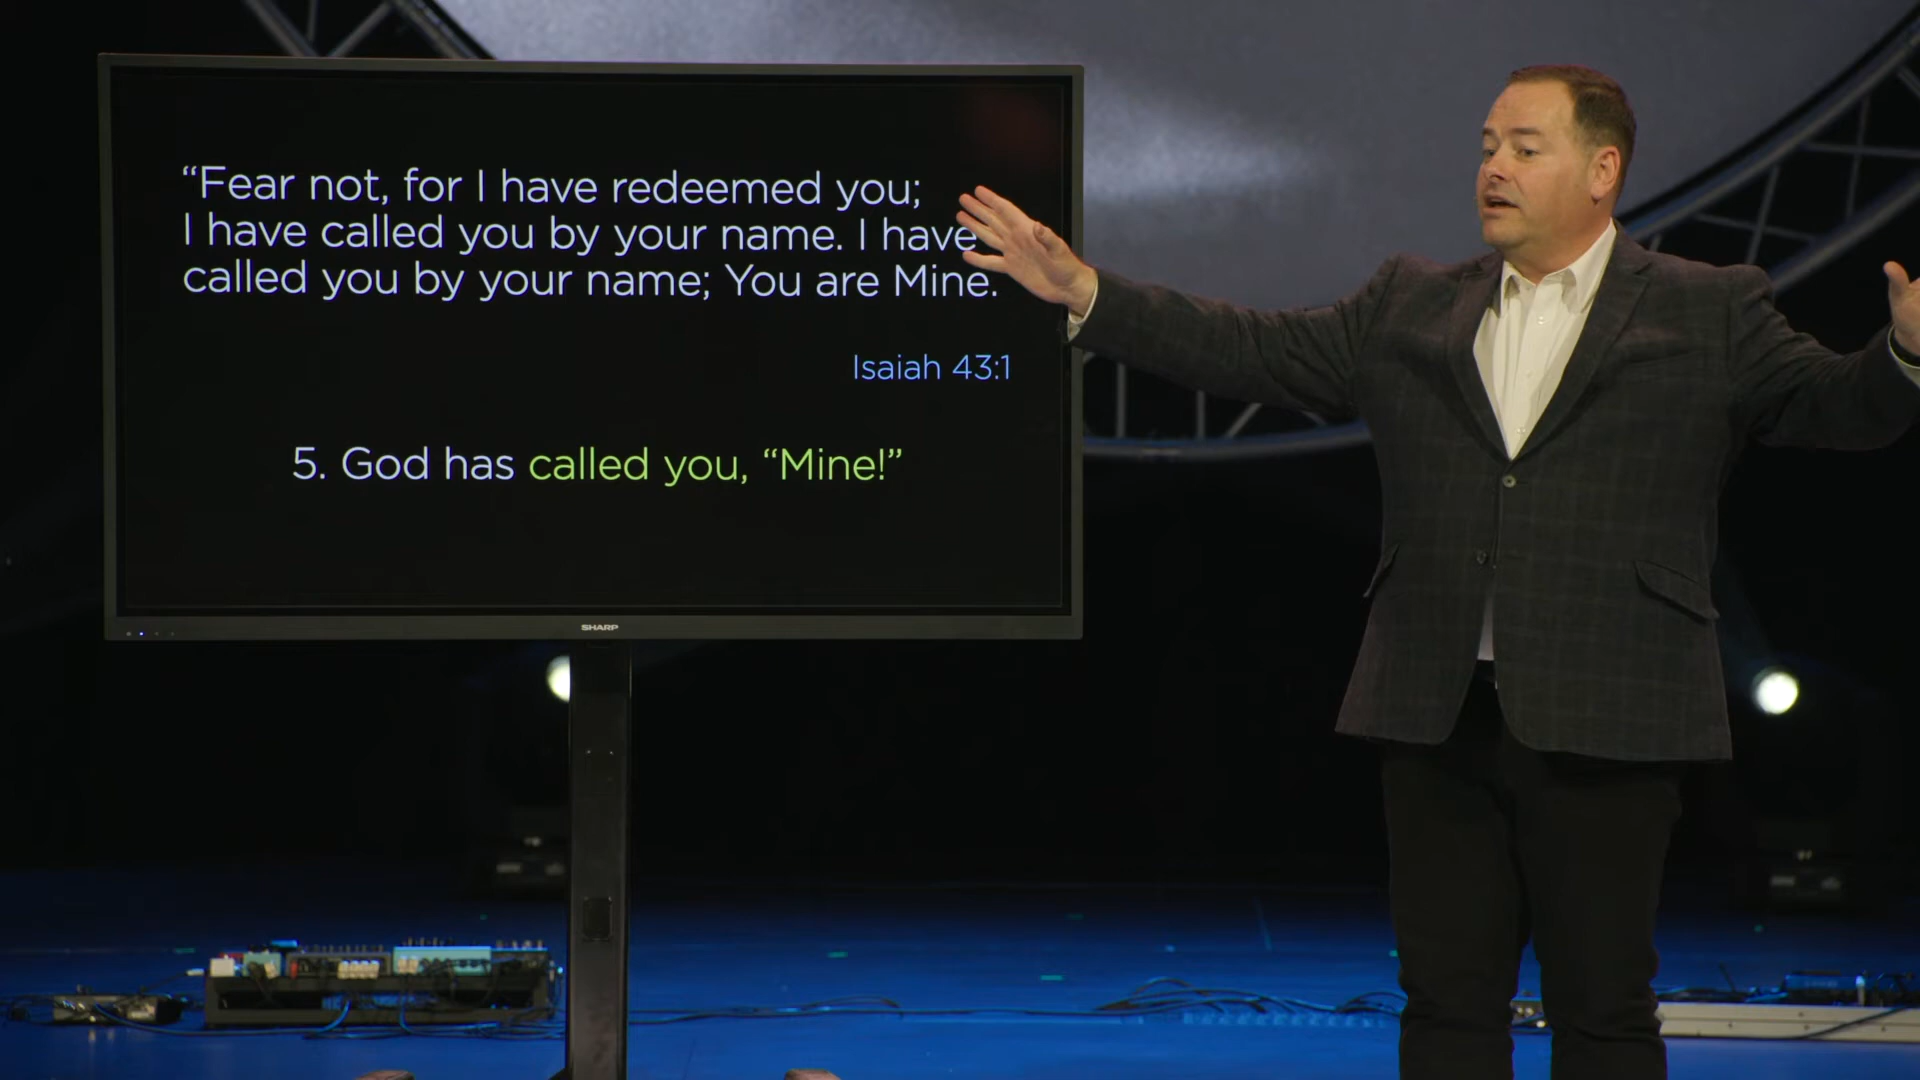 “Fear not, for I have redeemed you;
I have called you by your name. I have
called you by your name; You are Mine.
Isaiah 43:1
5. God has called you, “Mine!”
SHARP